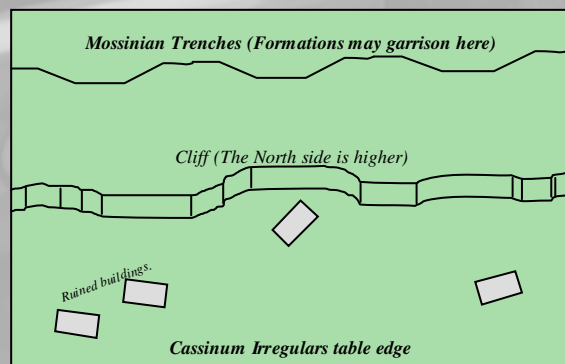 Mossinian Trenches (Formations may garrison here)
Cliff (The North side is higher)
Ruined buildings.
Cassinum Irregulars table edge